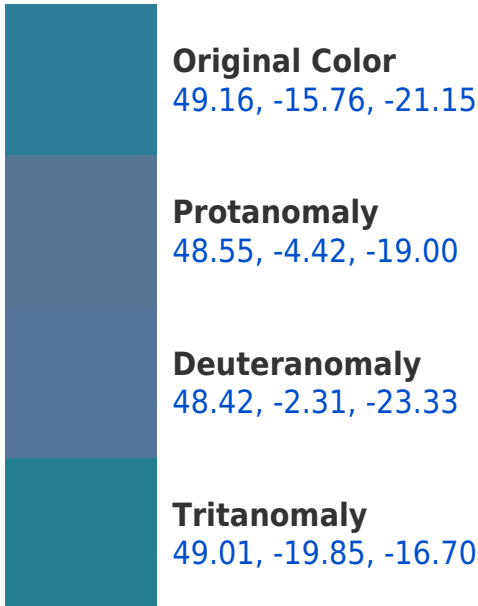 Original Color
49.16, -15.76, -21.15
Protanomaly
48.55, -4.42, -19.00
Deuteranomaly
48.42, -2.31, -23.33
Tritanomaly
49.01, -19.85, -16.70